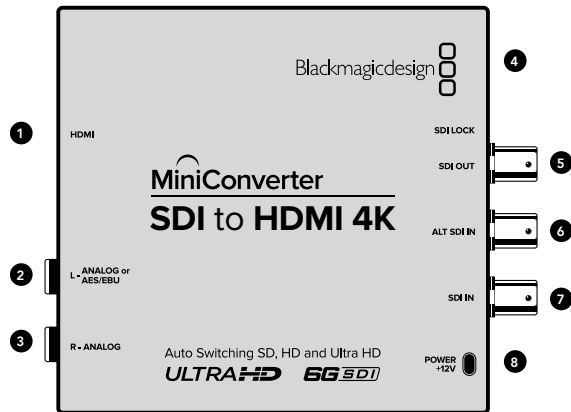 Blackmagicdesign
4
1
HDMI
SDI LOCK
SDI OUT
5
MiniConverter
SDI to HDMI 4K
ALT SDI IN
6
2
L - ANALOG or
AES/EBU
SDI IN
7
3
R - ANALOG
Auto Switching SD, HD and Ultra HD
POWER
+12V
8
ULTRAHD 6G SDI